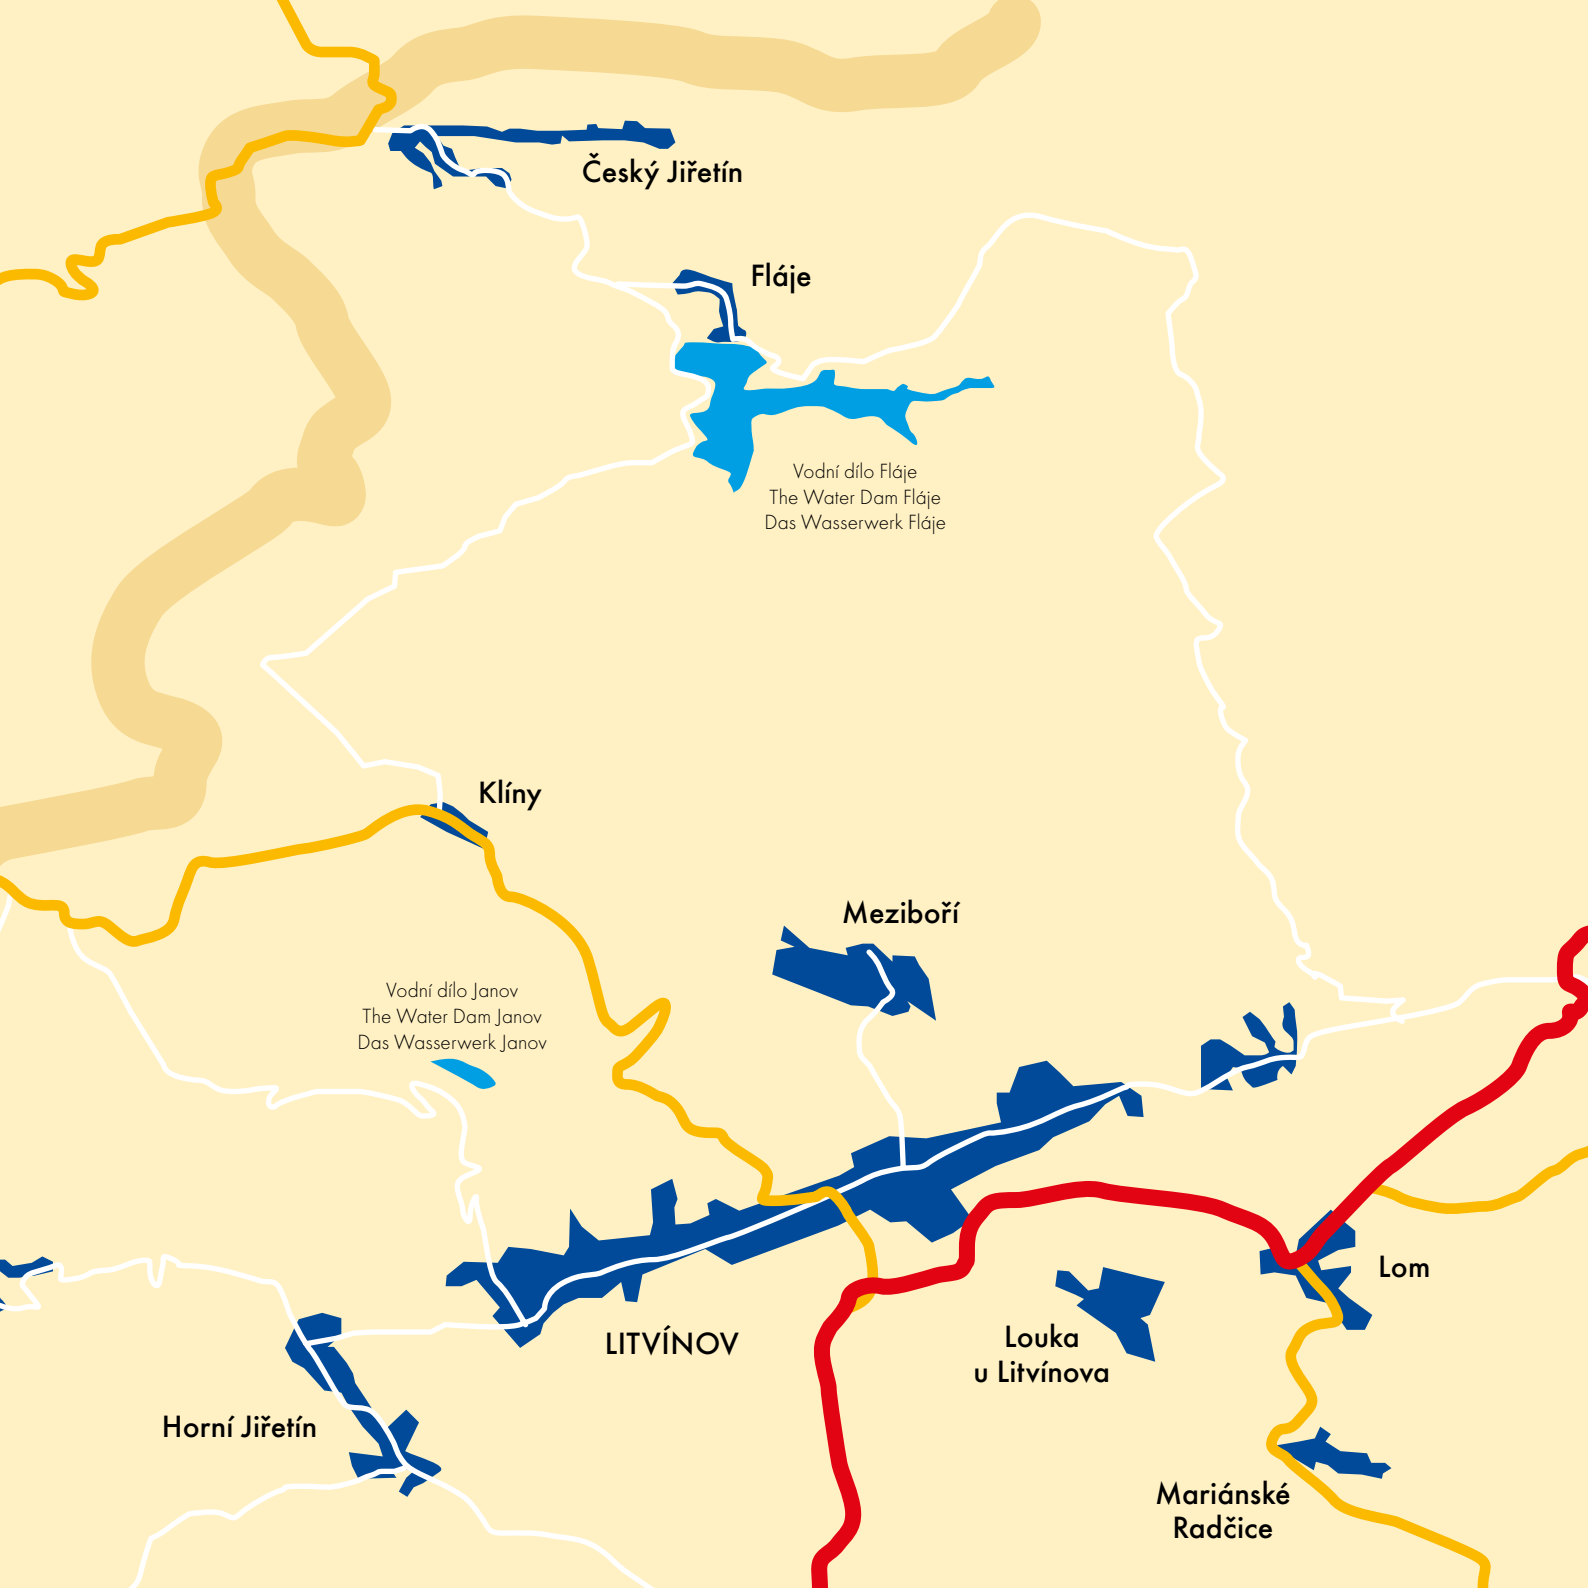 Český Jiřetín
Fláje
Vodní dílo Fláje
The Water Dam Fláje
Das Wasserwerk Fláje
Klíny
Meziboří
Vodní dílo Janov
The Water Dam Janov
Das Wasserwerk Janov
Lom
LITVÍNOV
Louka
u Litvínova
Horní Jiřetín
Mariánské
Radčice